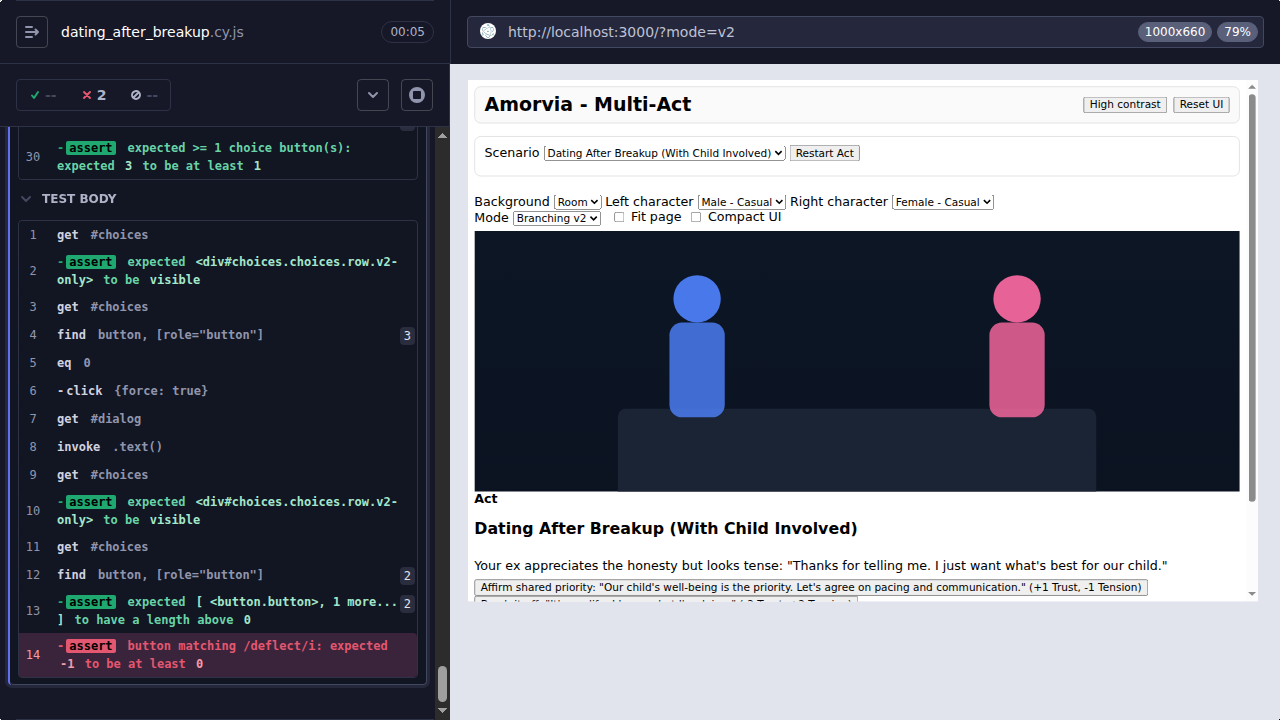 dating_after_breakup.cy.js
00:05
--
2
--
30
-assert expected >= 1 choice button(s): expected 3 to be at least 1
TEST BODY
1 get #choices
2 -assert expected <div#choices.choices.row.v2-only> to be visible
3 get #choices
4 find button, [role="button"] 3
5 eq 0
6 -click {force: true}
7 get #dialog
8 invoke .text()
9 get #choices
10 -assert expected <div#choices.choices.row.v2-only> to be visible
11 get #choices
12 find button, [role="button"] 2
13 -assert expected [ <button.button>, 1 more... ] to have a length above 0 2
14 -assert button matching /deflect/i: expected -1 to be at least 0
http://localhost:3000/?mode=v2
1000x660
79%
Amorvia - Multi-Act
High contrast
Reset UI
Scenario Dating After Breakup (With Child Involved) Restart Act
Background Room Left character Male - Casual Right character Female - Casual
Mode Branching v2 Fit page Compact UI
Act
Dating After Breakup (With Child Involved)
Your ex appreciates the honesty but looks tense: "Thanks for telling me. I just want what's best for our child."
Affirm shared priority: "Our child's well-being is the priority. Let's agree on pacing and communication." (+1 Trust, -1 Tension)